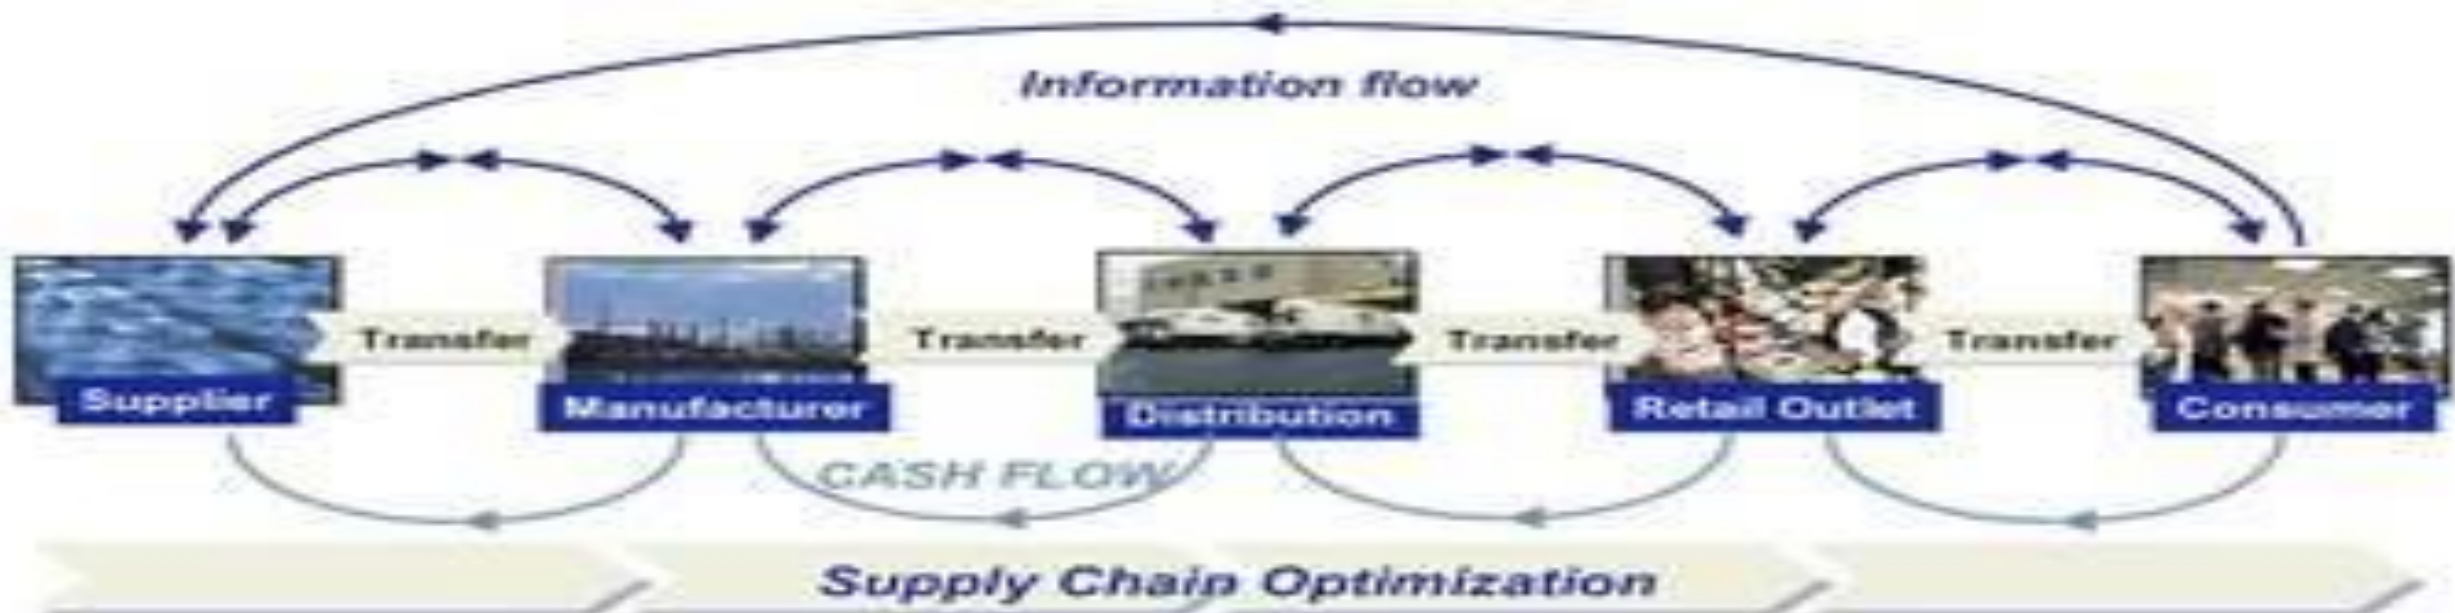 Information flow
Transfer
Transfer
Transfer
Transfer
Supplier
Manufacturer
Distribution
Retail Outlet
Consumer
CASH FLOW
Supply Chain Optimization